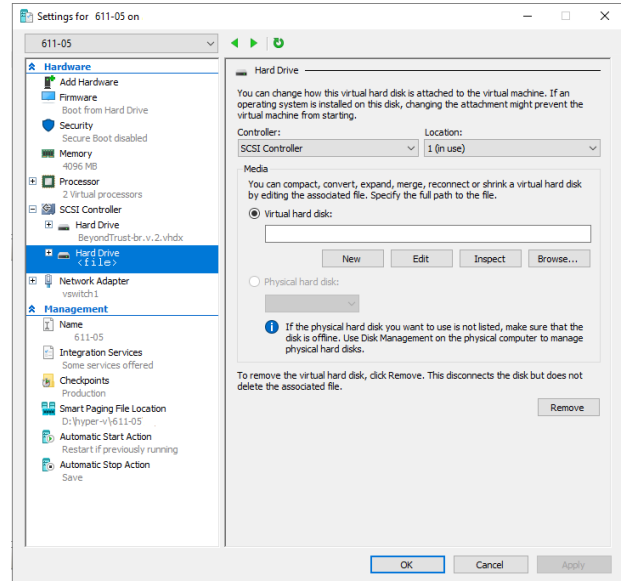 Settings for 611-05 on
611-05
Hardware
Add Hardware
Firmware
Boot from Hard Drive
Security
Secure Boot disabled
Memory
4096 MB
Processor
2 Virtual processors
SCSI Controller
Hard Drive
BeyondTrust-br.v.2.vhdx
Hard Drive
<file>
Network Adapter
vswitch1
Management
Name
611-05
Integration Services
Some services offered
Checkpoints
Production
Smart Paging File Location
D:\hyper-v\611-05
Automatic Start Action
Restart if previously running
Automatic Stop Action
Save
Hard Drive
You can change how this virtual hard disk is attached to the virtual machine. If an
operating system is installed on this disk, changing the attachment might prevent the
virtual machine from starting.
Controller: Location:
SCSI Controller 1 (in use)
Media
You can compact, convert, expand, merge, reconnect or shrink a virtual hard disk
by editing the associated file. Specify the full path to the file.
Virtual hard disk:
New Edit Inspect Browse...
Physical hard disk:
If the physical hard disk you want to use is not listed, make sure that the
disk is offline. Use Disk Management on the physical computer to manage
physical hard disks.
To remove the virtual hard disk, click Remove. This disconnects the disk but does not
delete the associated file.
Remove
OK Cancel Apply